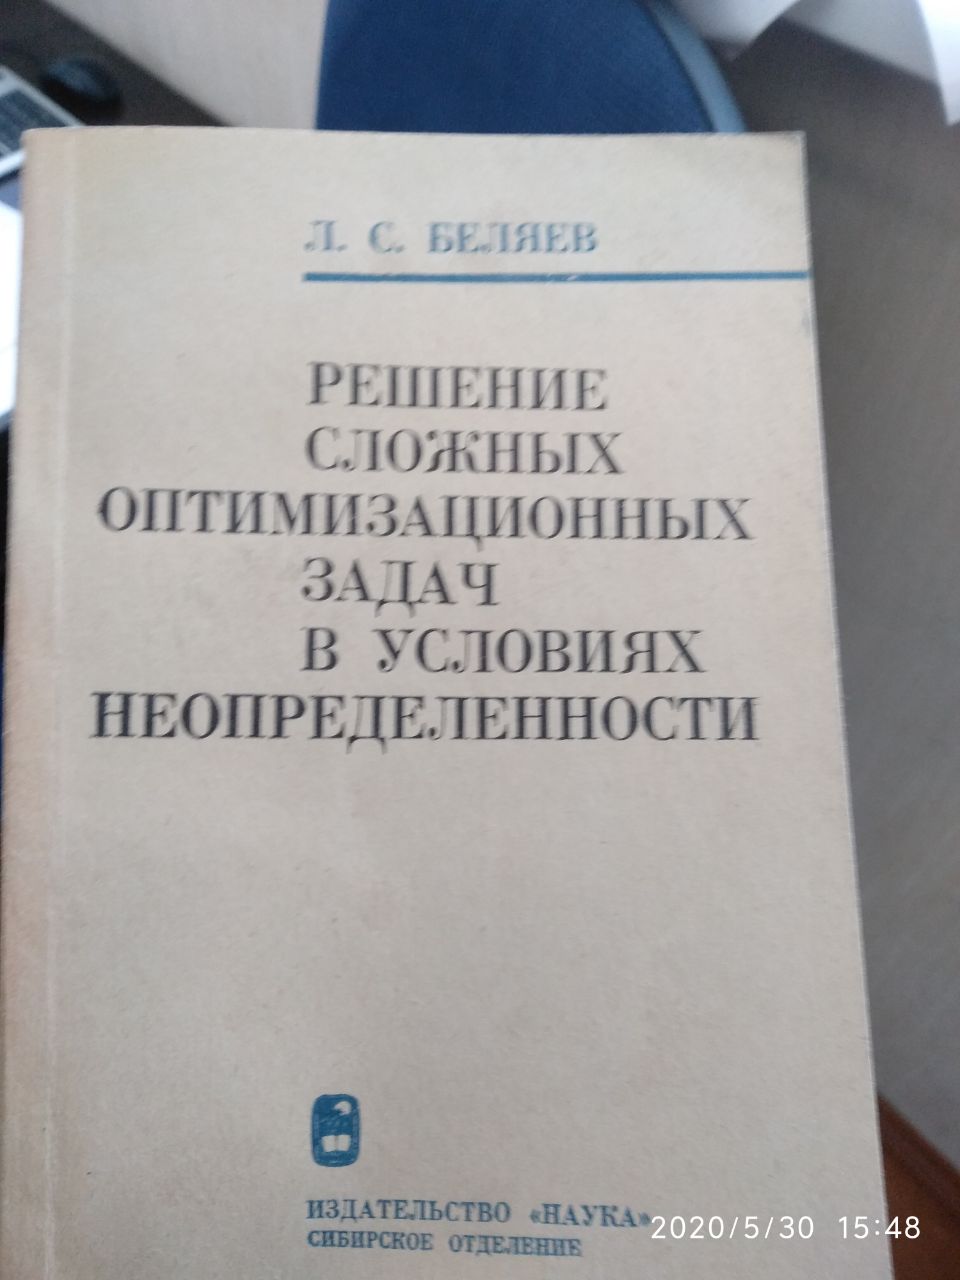 Л. С. БЕЛЯЕВ
РЕШЕНИЕ
СЛОЖНЫХ
ОПТИМИЗАЦИОННЫХ
ЗАДАЧ
В УСЛОВИЯХ
НЕОПРЕДЕЛЕННОСТИ
ИЗДАТЕЛЬСТВО «НАУКА»
СИБИРСКОЕ ОТДЕЛЕНИЕ
2020/5/30 15:48